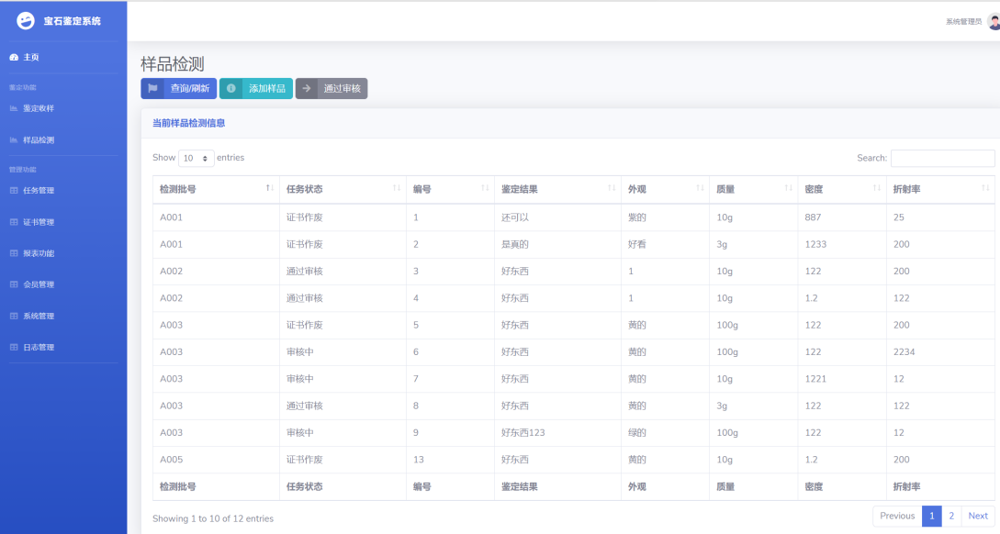 宝石鉴定系统
系统管理员
主页
鉴定功能
鉴定收样
样品检测
管理功能
任务管理
证书管理
报表功能
会员管理
系统管理
日志管理
样品检测
查询/刷新 添加样品 通过审核
当前样品检测信息
Show 10 entries Search:
检测批号 任务状态 编号 鉴定结果 外观 质量 密度 折射率
A001 证书作废 1 还可以 紫的 10g 887 25
A001 证书作废 2 是真的 好看 3g 1233 200
A002 通过审核 3 好东西 1 10g 122 200
A002 通过审核 4 好东西 1 10g 1.2 122
A003 证书作废 5 好东西 黄的 100g 122 200
A003 审核中 6 好东西 黄的 100g 122 2234
A003 审核中 7 好东西 黄的 10g 1221 12
A003 通过审核 8 好东西 黄的 3g 122 122
A003 审核中 9 好东西123 绿的 100g 122 12
A005 证书作废 13 好东西 黄的 10g 1.2 200
检测批号 任务状态 编号 鉴定结果 外观 质量 密度 折射率
Showing 1 to 10 of 12 entries
Previous 1 2 Next